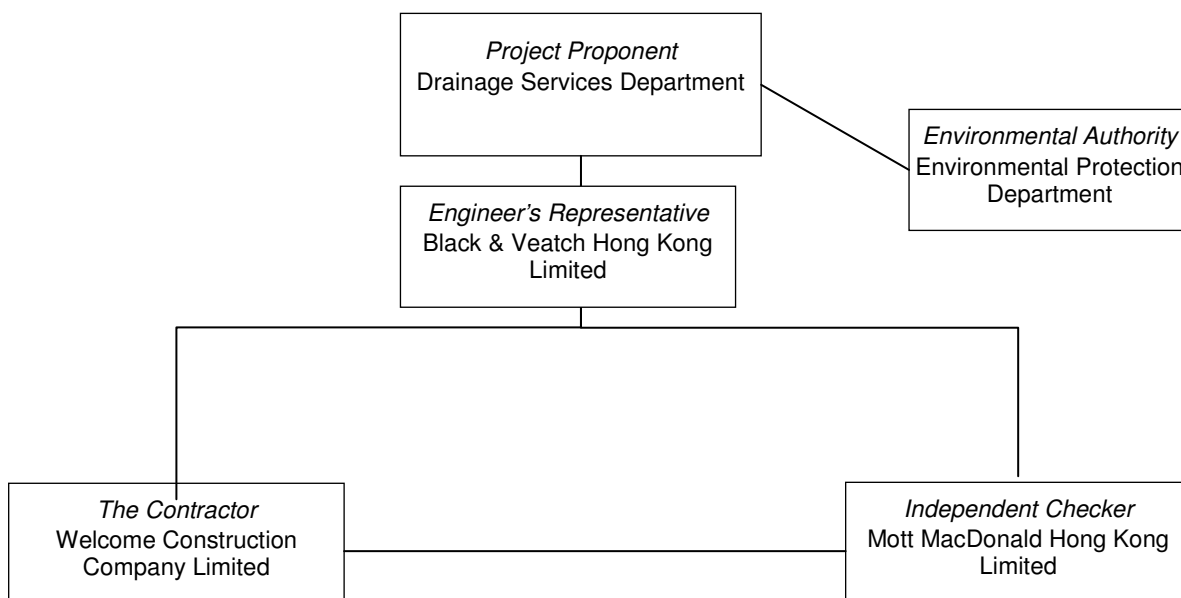 Project Proponent
Drainage Services Department
Environmental Authority
Environmental Protection
Department
Engineer's Representative
Black & Veatch Hong Kong
Limited
The Contractor
Welcome Construction
Company Limited
Independent Checker
Mott MacDonald Hong Kong
Limited